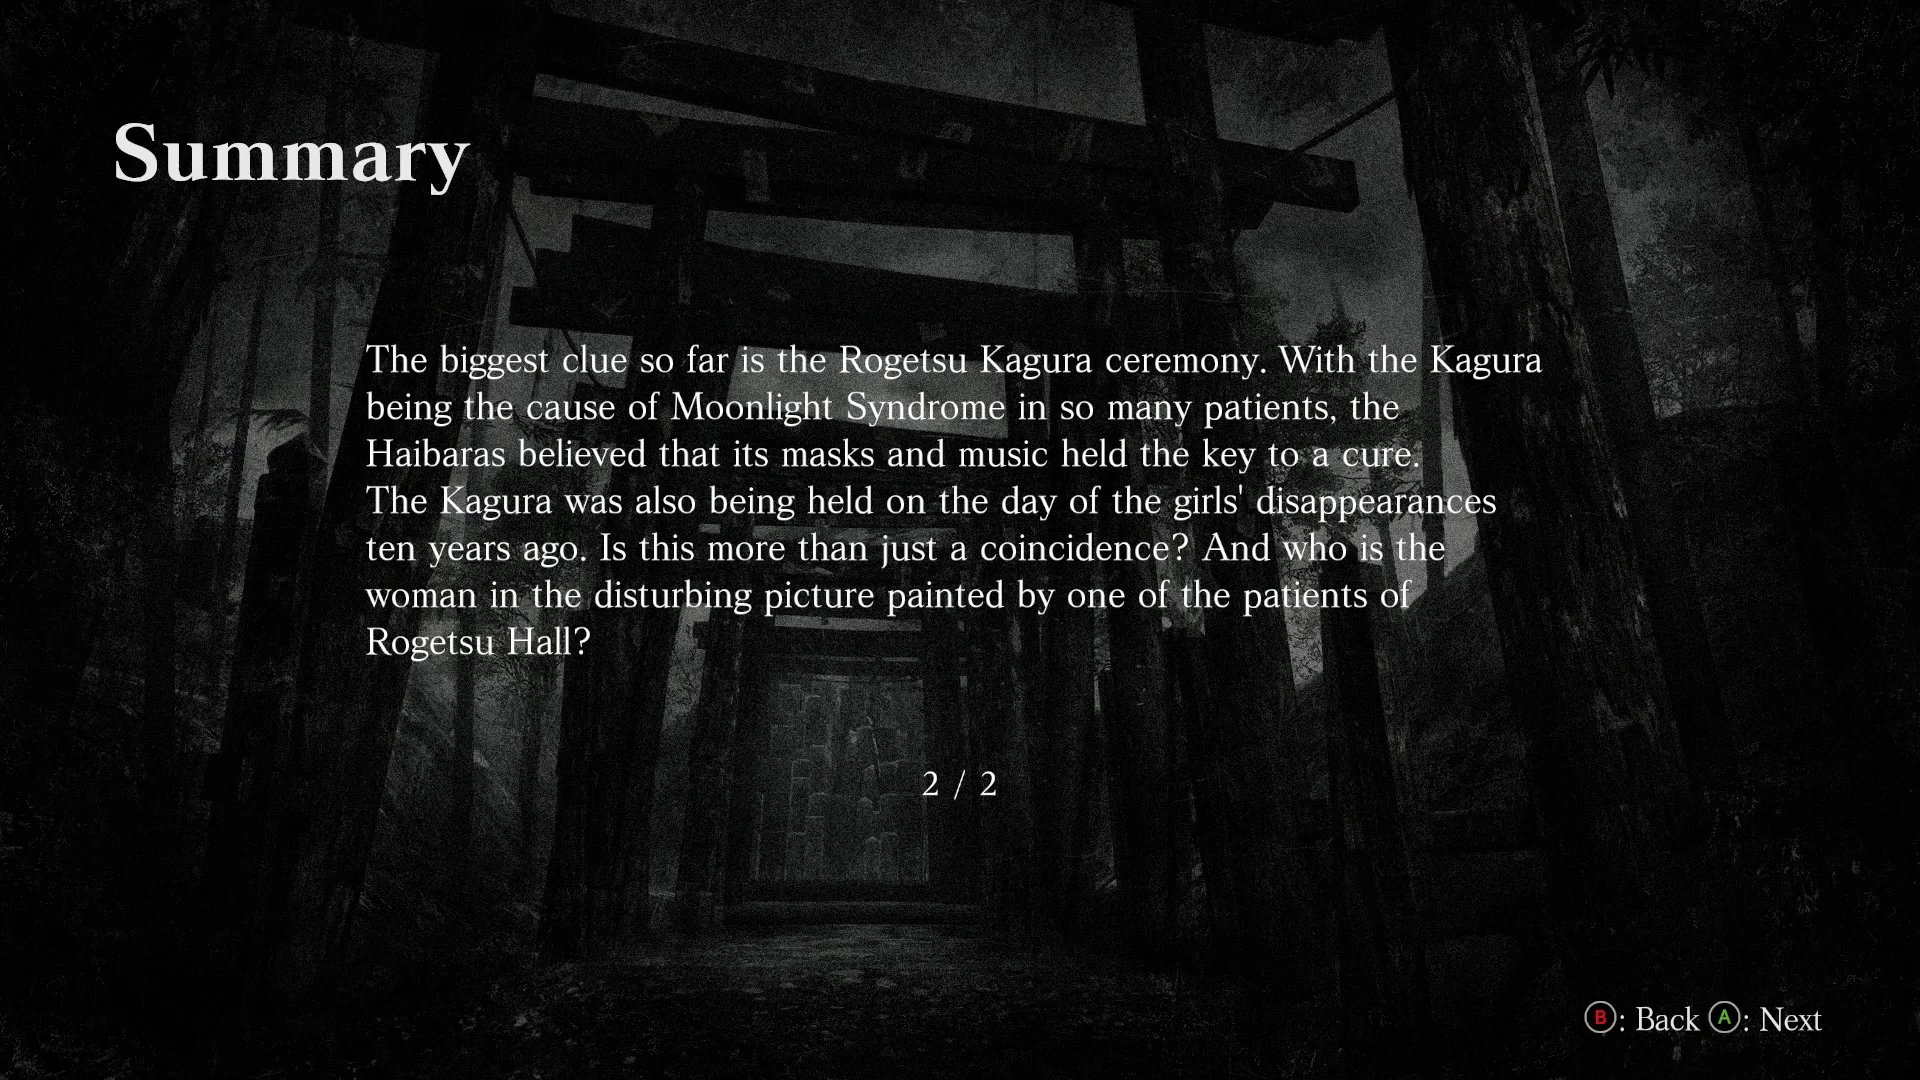 Summary
The biggest clue so far is the Rogetsu Kagura ceremony. With the Kagura
being the cause of Moonlight Syndrome in so many patients, the
Haibaras believed that its masks and music held the key to a cure.
The Kagura was also being held on the day of the girls' disappearances
ten years ago. Is this more than just a coincidence? And who is the
woman in the disturbing picture painted by one of the patients of
Rogetsu Hall?
2 / 2
B: Back A: Next